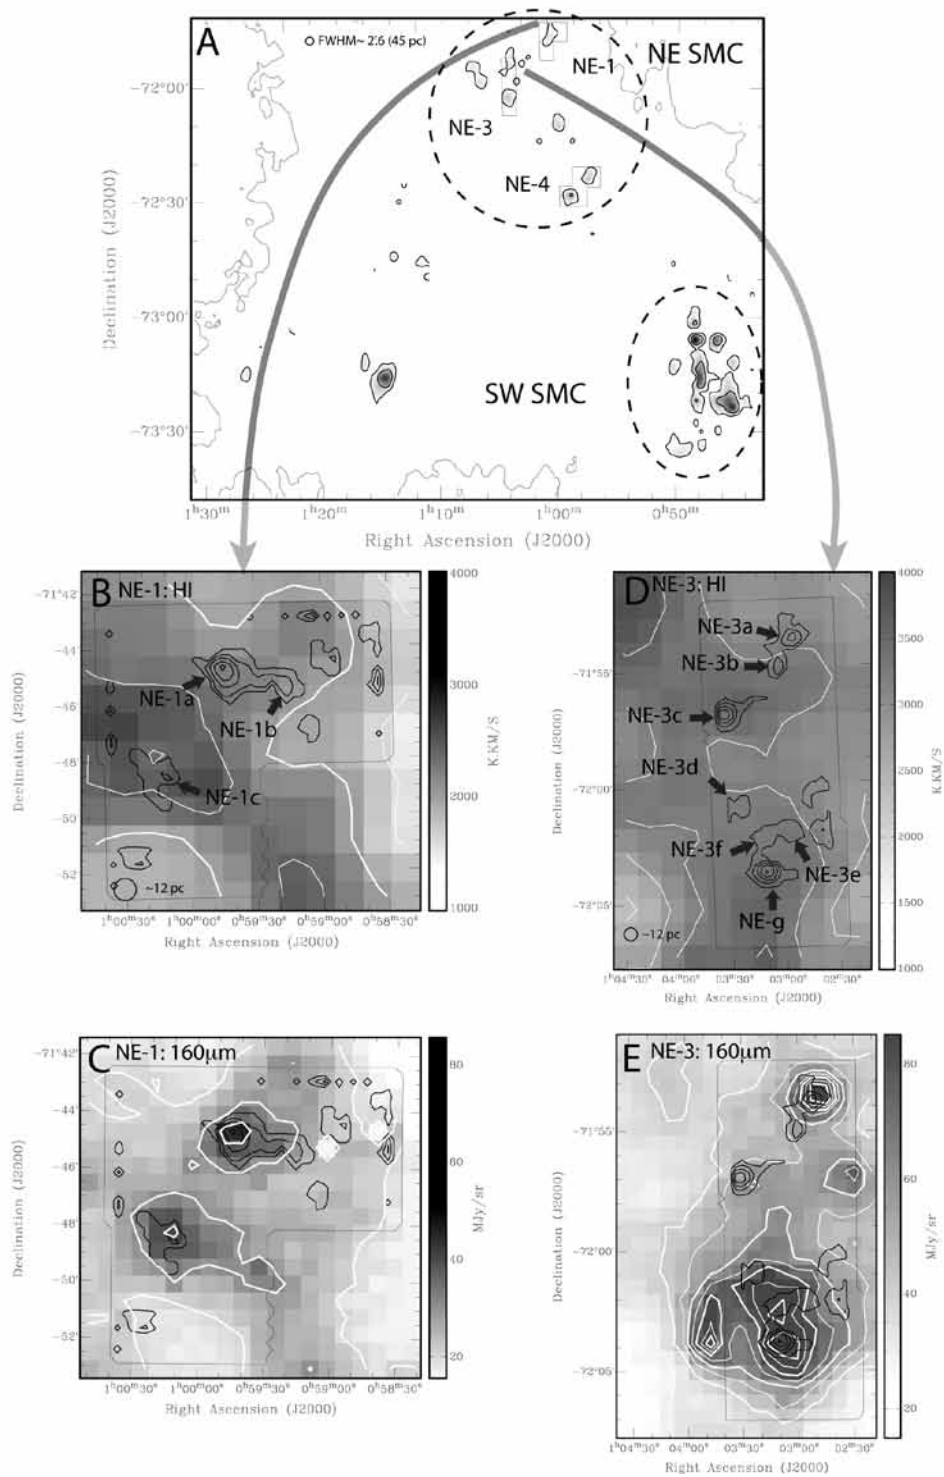 A
FWHM~ 2.'6 (45 pc)
NE SMC
NE-1
NE-3
NE-4
SW SMC
−72°00'
−72°30'
−73°00'
−73°30'
Declination (J2000)
1ʰ30ᵐ
1ʰ20ᵐ
1ʰ10ᵐ
1ʰ00ᵐ
0ʰ50ᵐ
Right Ascension (J2000)
B
NE-1: HI
−71°42'
−44'
−46'
−48'
−50'
−52'
Declination (J2000)
NE-1a
NE-1b
NE-1c
~12 pc
1ʰ00ᵐ30ˢ
1ʰ00ᵐ00ˢ
0ʰ59ᵐ30ˢ
0ʰ59ᵐ00ˢ
0ʰ58ᵐ30ˢ
Right Ascension (J2000)
4000
3000
2000
1000
K.KM/S
D
NE-3: HI
NE-3a
NE-3b
NE-3c
NE-3d
NE-3f
NE-3e
NE-g
~12 pc
−71°55'
−72°00'
−72°05'
Declination (J2000)
1ʰ04ᵐ30ˢ
04ᵐ00ˢ
03ᵐ30ˢ
03ᵐ00ˢ
02ᵐ30ˢ
Right Ascension (J2000)
4000
3500
3000
2500
2000
1500
1000
K.KM/S
C
NE-1: 160μm
−71°42'
−44'
−46'
−48'
−50'
−52'
Declination (J2000)
1ʰ00ᵐ30ˢ
1ʰ00ᵐ00ˢ
0ʰ59ᵐ30ˢ
0ʰ59ᵐ00ˢ
0ʰ58ᵐ30ˢ
Right Ascension (J2000)
80
60
40
20
MJy/sr
E
NE-3: 160μm
−71°55'
−72°00'
−72°05'
Declination (J2000)
1ʰ04ᵐ30ˢ
04ᵐ00ˢ
03ᵐ30ˢ
03ᵐ00ˢ
02ᵐ30ˢ
Right Ascension (J2000)
80
60
40
20
MJy/sr